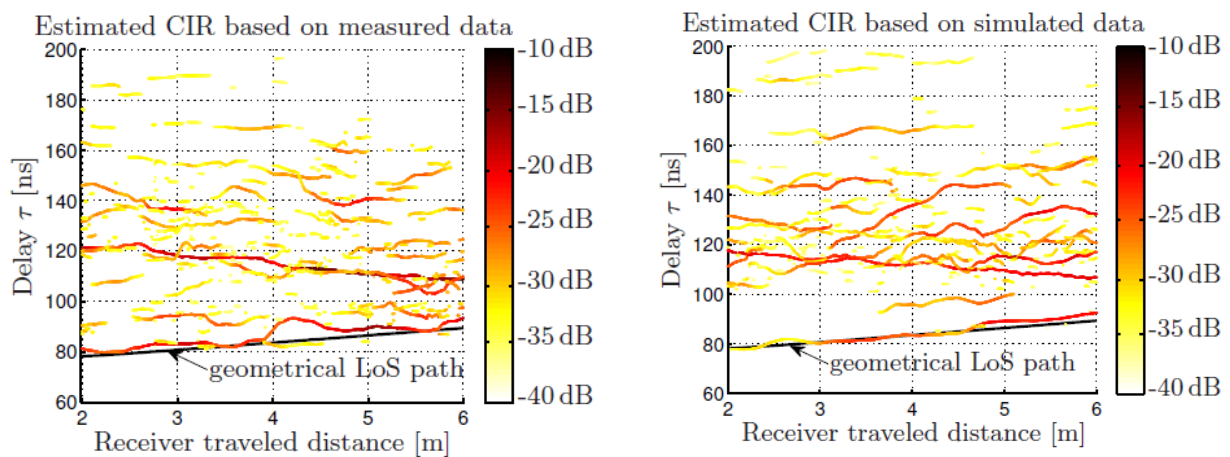 Estimated CIR based on measured data
200
180
160
140
120
100
80
60
Delay τ [ns]
2 3 4 5 6
Receiver traveled distance [m]
geometrical LoS path
-10 dB
-15 dB
-20 dB
-25 dB
-30 dB
-35 dB
-40 dB
Estimated CIR based on simulated data
200
180
160
140
120
100
80
60
Delay τ [ns]
2 3 4 5 6
Receiver traveled distance [m]
geometrical LoS path
-10 dB
-15 dB
-20 dB
-25 dB
-30 dB
-35 dB
-40 dB